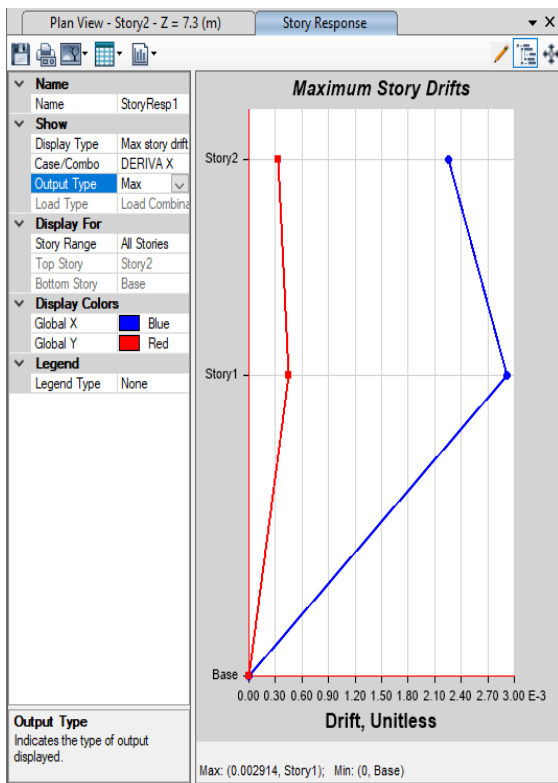 Plan View - Story2 - Z = 7.3 (m)
Story Response
Name
Name StoryResp1
Show
Display Type Max story drift
Case/Combo DERIVA X
Output Type Max
Load Type Load Combina
Display For
Story Range All Stories
Top Story Story2
Bottom Story Base
Display Colors
Global X Blue
Global Y Red
Legend
Legend Type None
Output Type
Indicates the type of output
displayed.
Maximum Story Drifts
Story2
Story1
Base
0.00 0.30 0.60 0.90 1.20 1.50 1.80 2.10 2.40 2.70 3.00 E-3
Drift, Unitless
Max: (0.002914, Story1); Min: (0, Base)